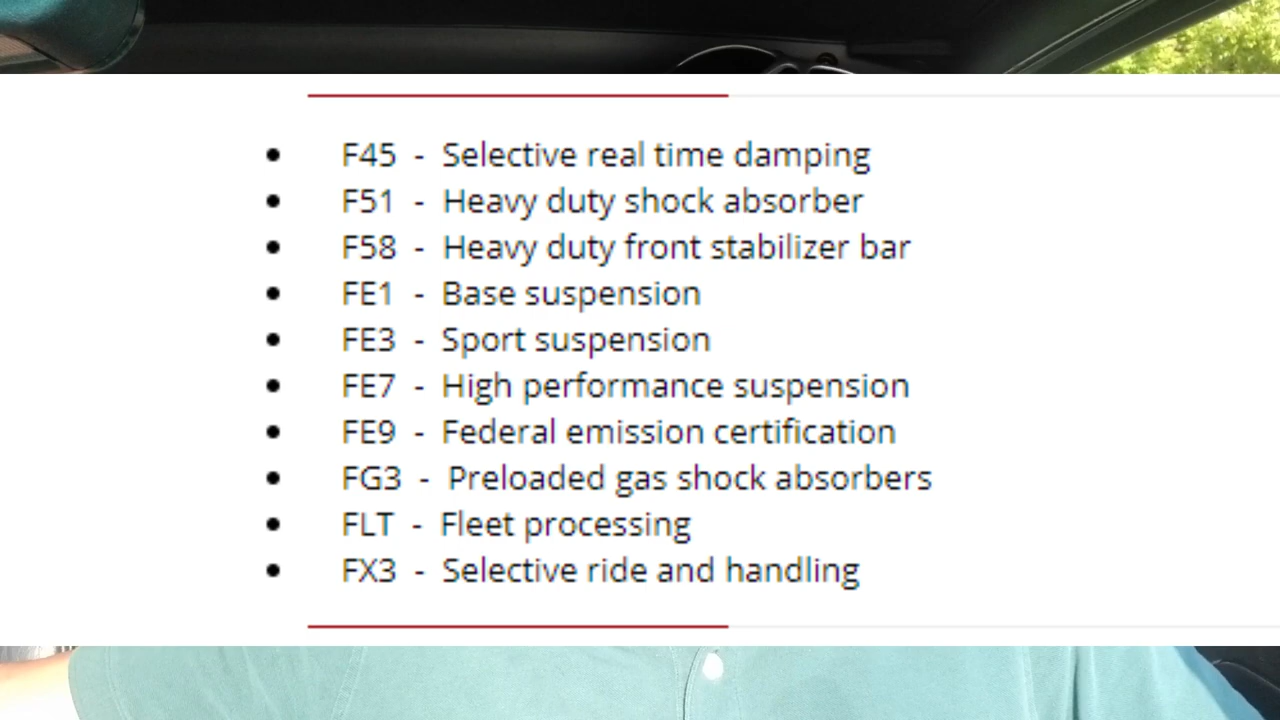 F45 - Selective real time damping
F51 - Heavy duty shock absorber
F58 - Heavy duty front stabilizer bar
FE1 - Base suspension
FE3 - Sport suspension
FE7 - High performance suspension
FE9 - Federal emission certification
FG3 - Preloaded gas shock absorbers
FLT - Fleet processing
FX3 - Selective ride and handling